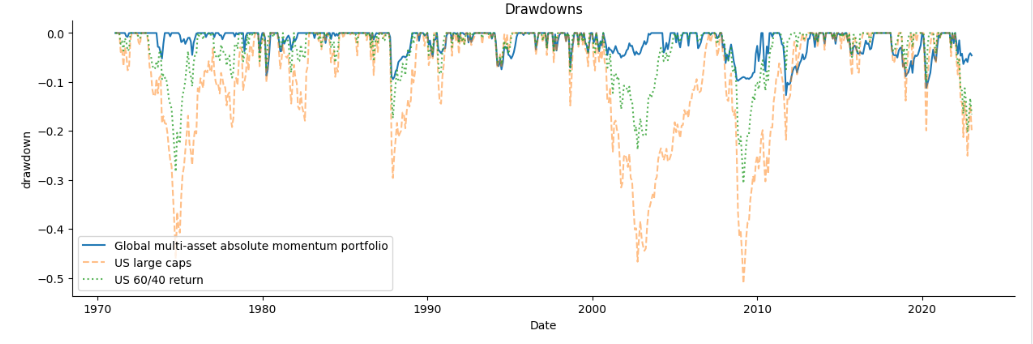 Drawdowns
0.0
−0.1
−0.2
−0.3
−0.4
−0.5
drawdown
Global multi-asset absolute momentum portfolio
US large caps
US 60/40 return
1970 1980 1990 2000 2010 2020
Date